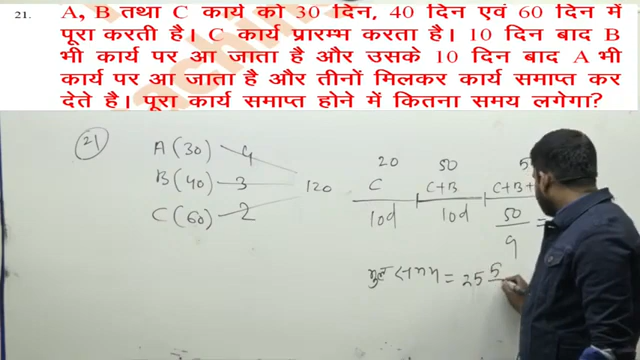 21. A, B तथा C कार्य को 30 दिन, 40 दिन एवं 60 दिन में
पूरा करती है। C कार्य प्रारम्भ करता है। 10 दिन बाद B
भी कार्य पर आ जाता है और उसके 10 दिन बाद A भी
कार्य पर आ जाता है और तीनों मिलकर कार्य समाप्त कर
देते है। पूरा कार्य समाप्त होने में कितना समय लगेगा?
21
A (30) 4
B (40) 3
C (60) 2
120
20 50 5
C C+B C+B+
10d 10d 50/9 =
कुल समय = 25 5